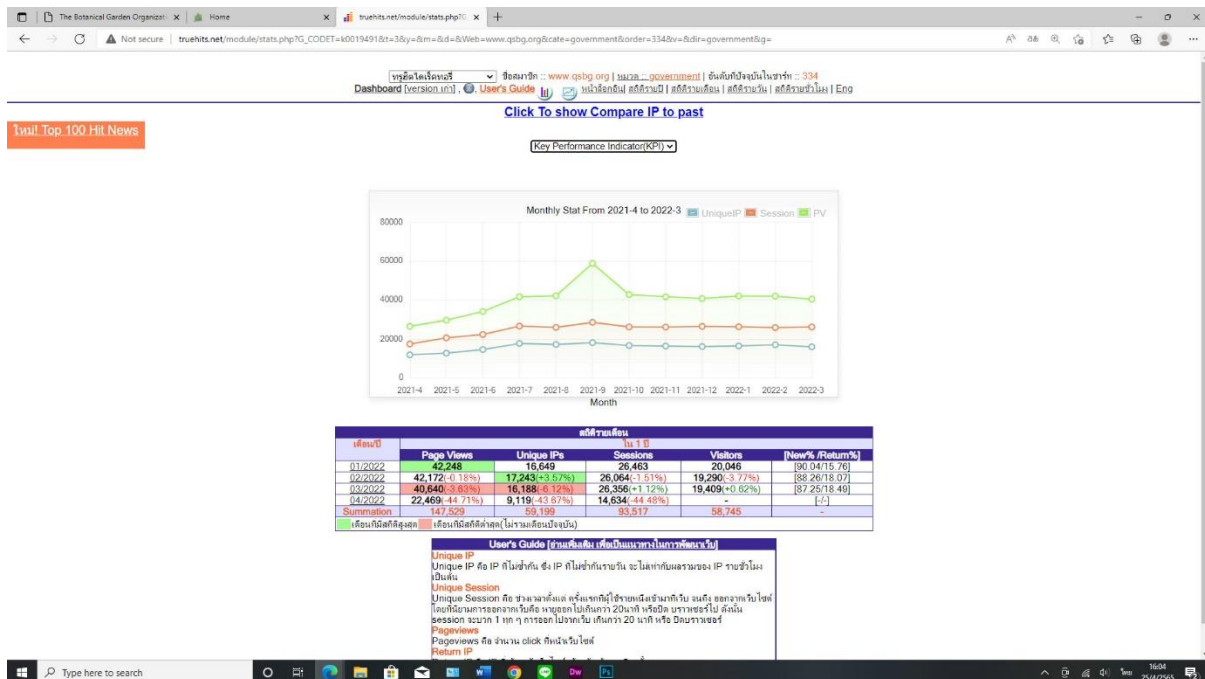 The Botanical Garden Organizati
Home
truehits.net/module/stats.php?G
Not secure | truehits.net/module/stats.php?G_CODET=k0019491&t=3&y=&m=&d=&Web=www.qsbg.org&cate=government&order=334&v=&dir=government&g=
ทรูฮิตไดเร็คทอรี่ ชื่อสมาชิก :: www.qsbg.org | หมวด :: government | อันดับปัจจุบันในชาร์ท :: 334
Dashboard [version เก่า] , User's Guide หน้าล็อกอิน| สถิติรายปี | สถิติรายเดือน | สถิติรายวัน | สถิติรายชั่วโมง | Eng
Click To show Compare IP to past
ใหม่! Top 100 Hit News
Key Performance Indicator(KPI)
Monthly Stat From 2021-4 to 2022-3 UniqueIP Session PV
80000
60000
40000
20000
0
2021-4 2021-5 2021-6 2021-7 2021-8 2021-9 2021-10 2021-11 2021-12 2022-1 2022-2 2022-3
Month
สถิติรายเดือน
เดือน/ปี ใน 1 ปี
Page Views Unique IPs Sessions Visitors [New% /Return%]
01/2022 42,248 16,649 26,463 20,046 [90.04/15.76]
02/2022 42,172(-0.18%) 17,243(+3.57%) 26,064(-1.51%) 19,290(-3.77%) [88.26/18.07]
03/2022 40,640(-3.63%) 16,188(-6.12%) 26,356(+1.12%) 19,409(+0.62%) [87.25/18.49]
04/2022 22,469(-44.71%) 9,119(-43.67%) 14,634(-44.48%) - [-/-]
Summation 147,529 59,199 93,517 58,745 -
เดือนที่มีสถิติสูงสุด เดือนที่มีสถิติต่ำสุด(ไม่รวมเดือนปัจจุบัน)
User's Guide [อ่านเพิ่มเติม เพื่อเป็นแนวทางในการพัฒนาเว็บ]
Unique IP
Unique IP คือ IP ที่ไม่ซ้ำกัน ซึ่ง IP ที่ไม่ซ้ำกันรายวัน จะไม่เท่ากับผลรวมของ IP รายชั่วโมง
เป็นต้น
Unique Session
Unique Session คือ ช่วงเวลาตั้งแต่ ครั้งแรกที่ผู้ใช้รายหนึ่งเข้ามาที่เว็บ จนถึง ออกจากเว็บไซต์
โดยที่นิยามการออกจากเว็บคือ หายออกไปเกินกว่า 20นาที หรือปิด บราวเซอร์ไป ดังนั้น
session จะบวก 1 ทุก ๆ การออกไปจากเว็บ เกินกว่า 20 นาที หรือ ปิดบราวเซอร์
Pageviews
Pageviews คือ จำนวน click ที่หน้าเว็บไซต์
Return IP
Type here to search
ไทย
16:04
25/4/2565